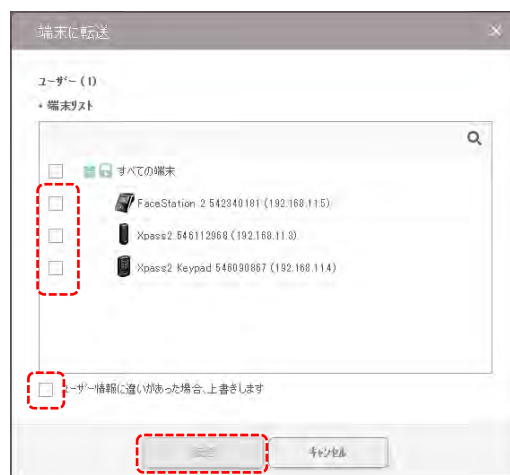 端末に転送
ユーザー (1)
• 端末リスト
すべての端末
FaceStation 2 542340181 (192.168.11.5)
Xpass2 546112968 (192.168.11.3)
Xpass2 Keypad 546090867 (192.168.11.4)
ユーザー情報に違いがあった場合、上書きします
キャンセル